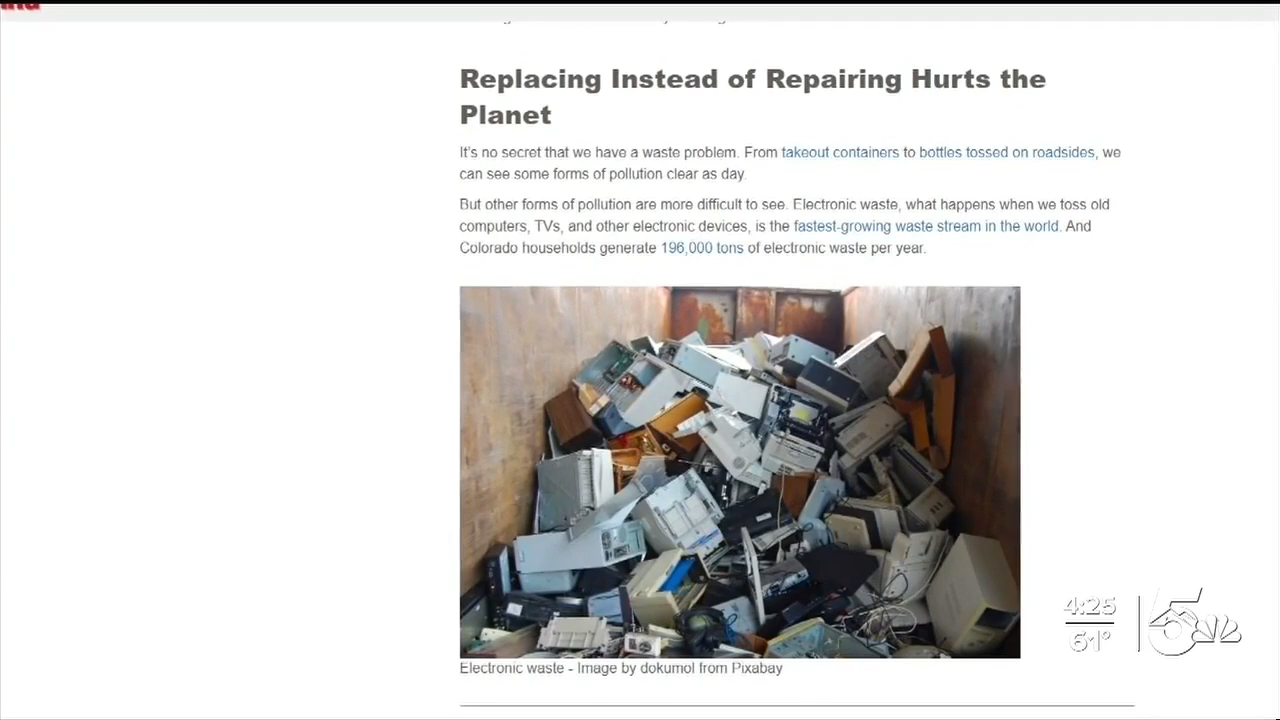 Replacing Instead of Repairing Hurts the
Planet
It's no secret that we have a waste problem. From takeout containers to bottles tossed on roadsides, we
can see some forms of pollution clear as day.
But other forms of pollution are more difficult to see. Electronic waste, what happens when we toss old
computers, TVs, and other electronic devices, is the fastest-growing waste stream in the world. And
Colorado households generate 196,000 tons of electronic waste per year.
Electronic waste - Image by dokumol from Pixabay
4:25
61°
5